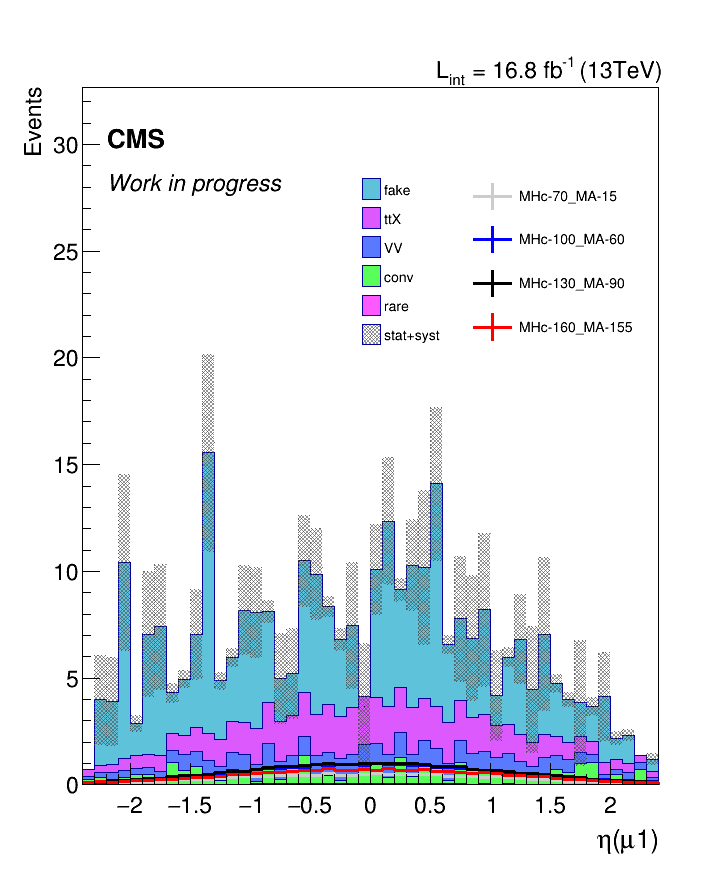 L_int = 16.8 fb^-1 (13TeV)
Events
CMS
Work in progress
fake
ttX
VV
conv
rare
stat+syst
MHc-70_MA-15
MHc-100_MA-60
MHc-130_MA-90
MHc-160_MA-155
30
25
20
15
10
5
0
−2 −1.5 −1 −0.5 0 0.5 1 1.5 2
η(μ1)